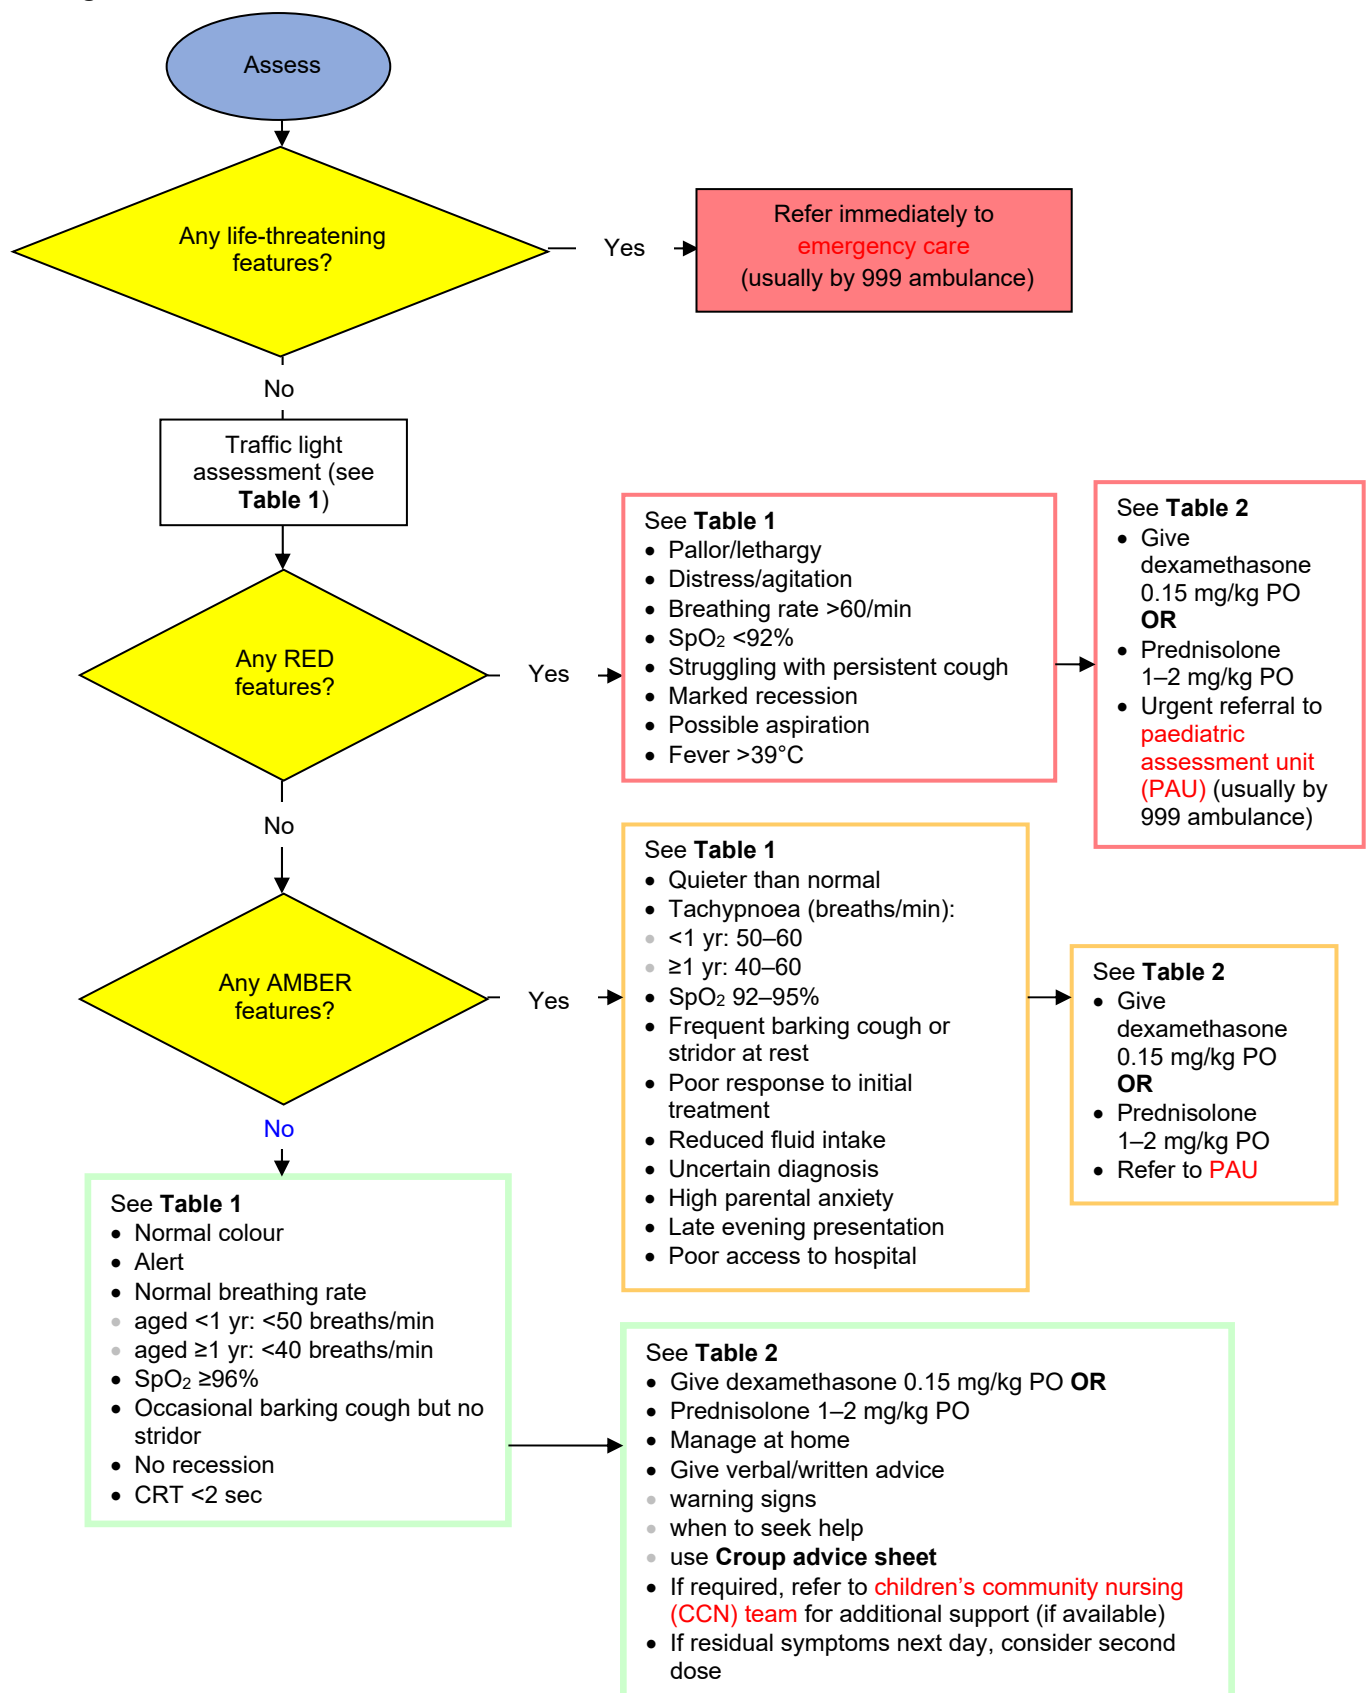 Assess
Any life-threatening
features?
Yes
Refer immediately to
emergency care
(usually by 999 ambulance)
No
Traffic light
assessment (see
Table 1)
Any RED
features?
Yes
See Table 1
• Pallor/lethargy
• Distress/agitation
• Breathing rate >60/min
• SpO₂ <92%
• Struggling with persistent cough
• Marked recession
• Possible aspiration
• Fever >39°C
See Table 2
• Give
dexamethasone
0.15 mg/kg PO
OR
• Prednisolone
1–2 mg/kg PO
• Urgent referral to
paediatric
assessment unit
(PAU) (usually by
999 ambulance)
No
Any AMBER
features?
Yes
See Table 1
• Quieter than normal
• Tachypnoea (breaths/min):
• <1 yr: 50–60
• ≥1 yr: 40–60
• SpO₂ 92–95%
• Frequent barking cough or
stridor at rest
• Poor response to initial
treatment
• Reduced fluid intake
• Uncertain diagnosis
• High parental anxiety
• Late evening presentation
• Poor access to hospital
See Table 2
• Give
dexamethasone
0.15 mg/kg PO
OR
• Prednisolone
1–2 mg/kg PO
• Refer to PAU
No
See Table 1
• Normal colour
• Alert
• Normal breathing rate
• aged <1 yr: <50 breaths/min
• aged ≥1 yr: <40 breaths/min
• SpO₂ ≥96%
• Occasional barking cough but no
stridor
• No recession
• CRT <2 sec
See Table 2
• Give dexamethasone 0.15 mg/kg PO OR
• Prednisolone 1–2 mg/kg PO
• Manage at home
• Give verbal/written advice
• warning signs
• when to seek help
• use Croup advice sheet
• If required, refer to children’s community nursing
(CCN) team for additional support (if available)
• If residual symptoms next day, consider second
dose